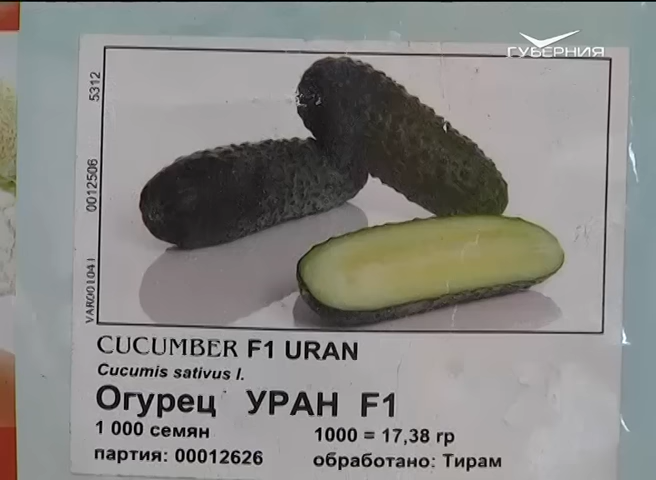 ГУБЕРНИЯ
5312
0012506
VAR001041
CUCUMBER F1 URAN
Cucumis sativus l.
Огурец УРАН F1
1 000 семян 1000 = 17,38 гр
партия: 00012626 обработано: Тирам